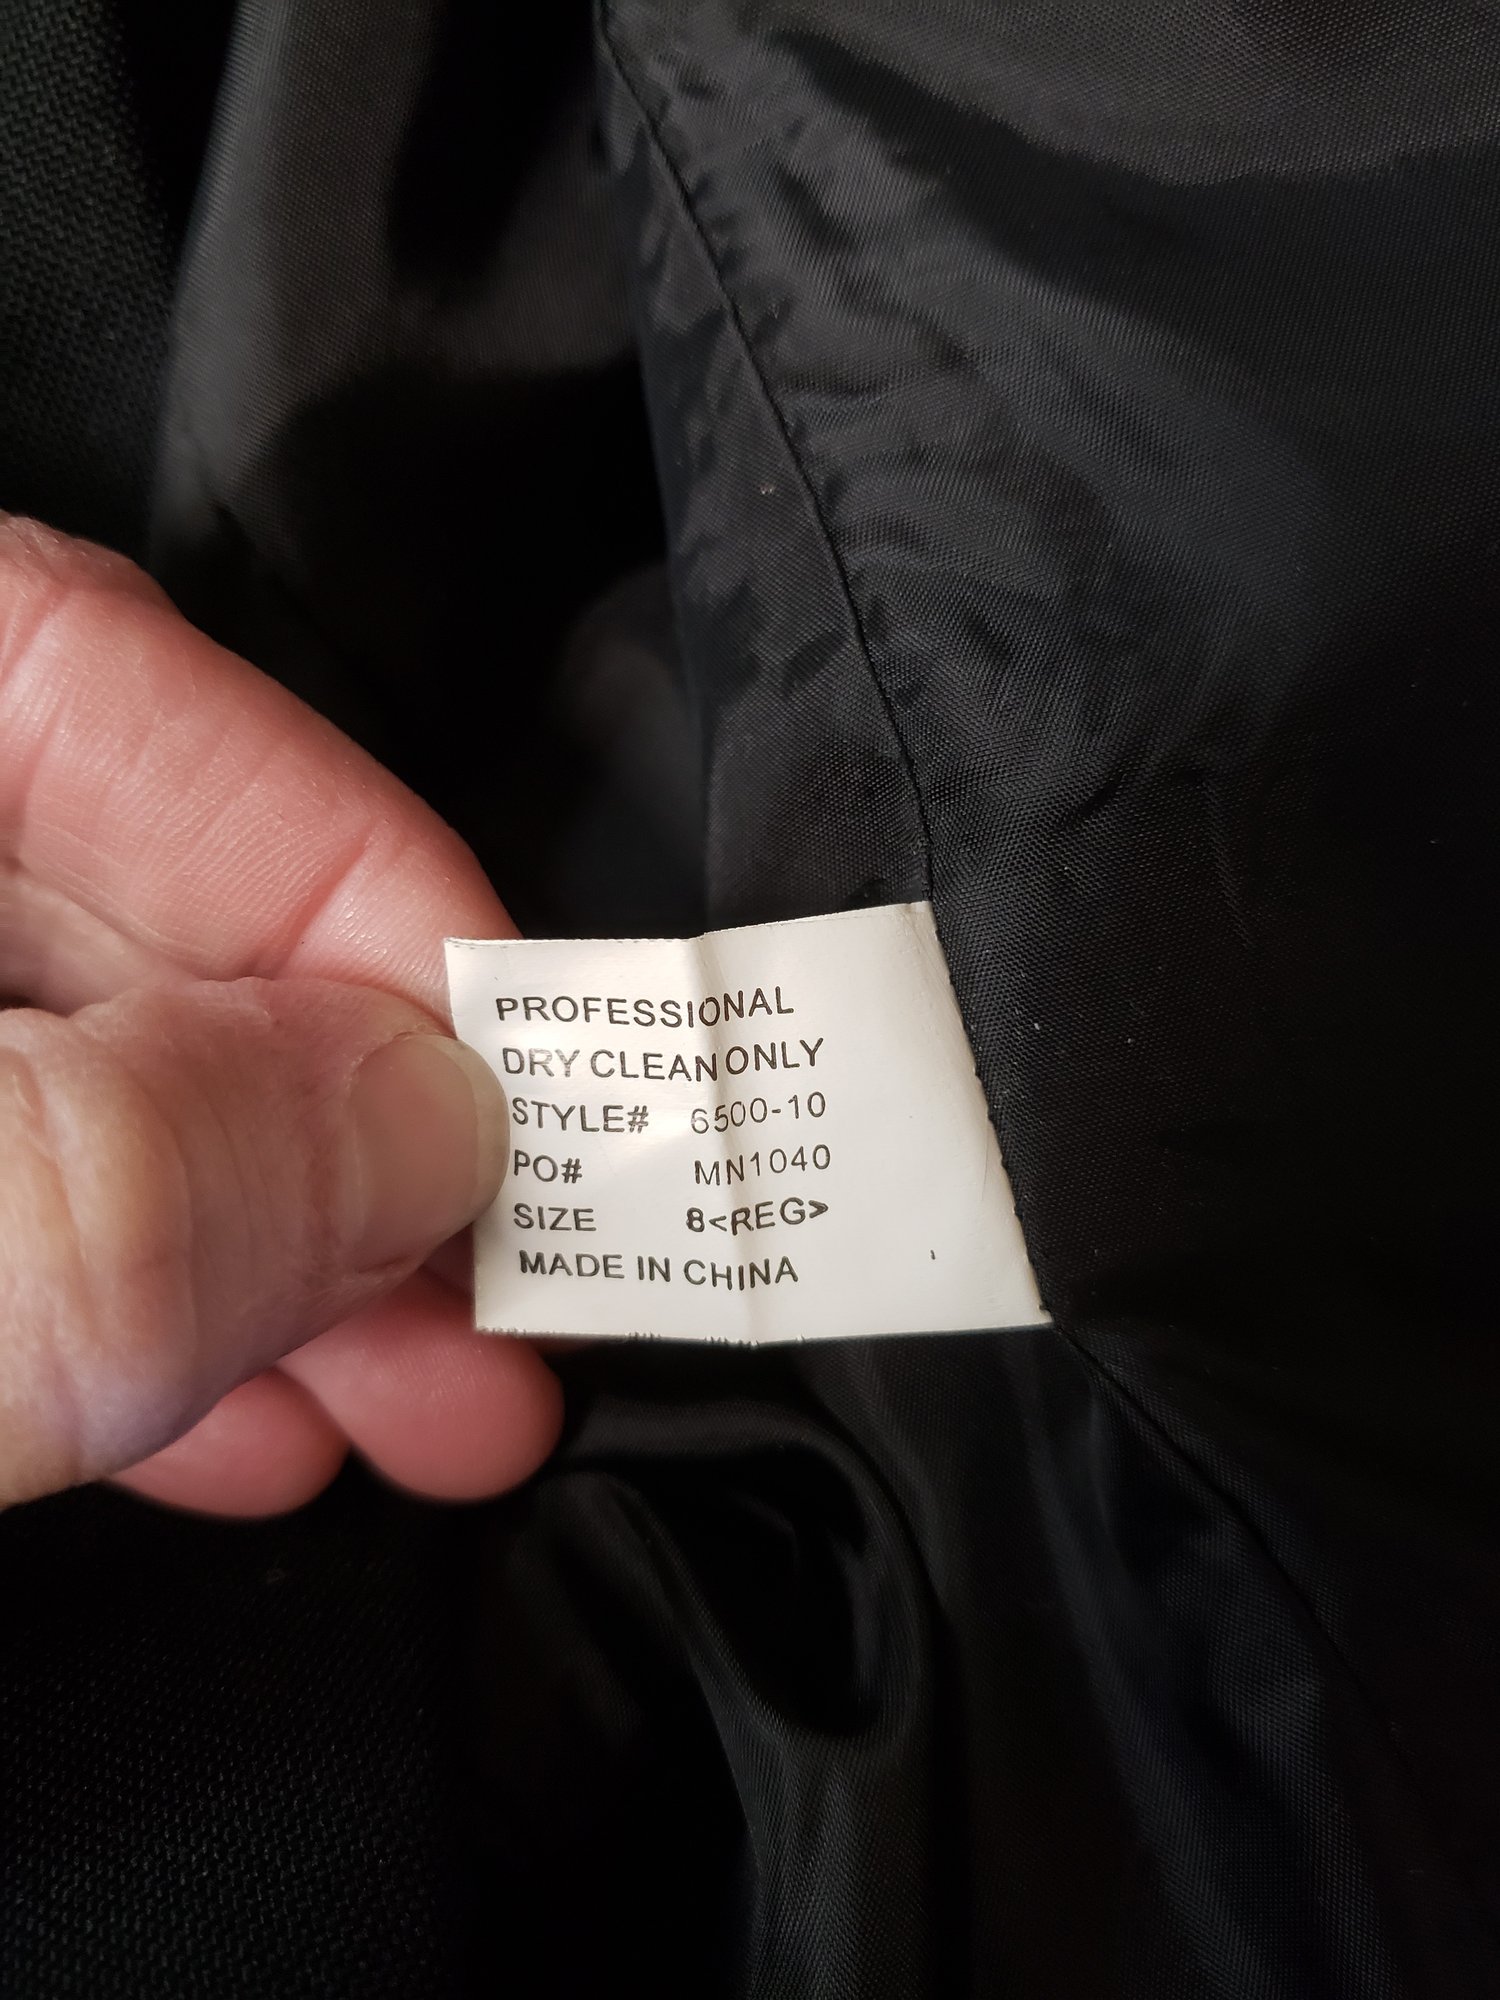 PROFESSIONAL
DRY CLEAN ONLY
STYLE# 6500-10
PO# MN1040
SIZE 8<REG>
MADE IN CHINA